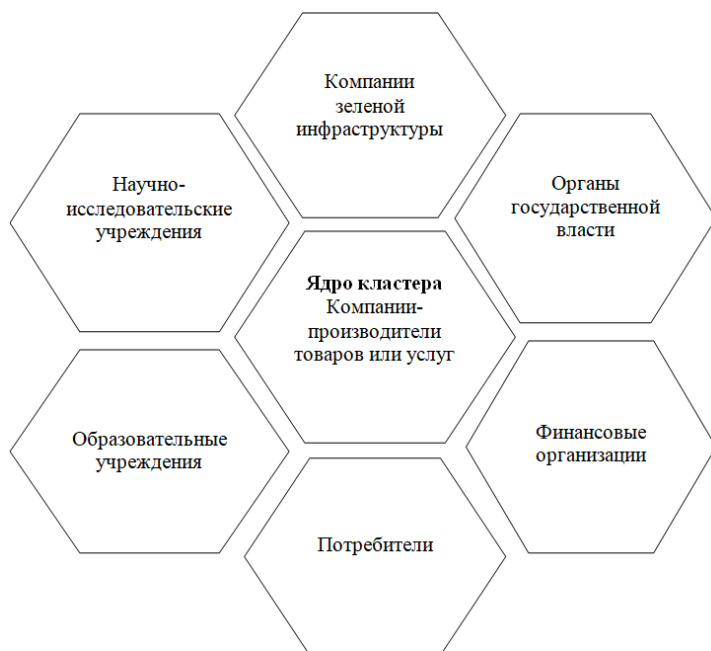 Компании
зеленой
инфраструктуры
Научно-
исследовательские
учреждения
Органы
государственной
власти
Ядро кластера
Компании-
производители
товаров или услуг
Образовательные
учреждения
Финансовые
организации
Потребители